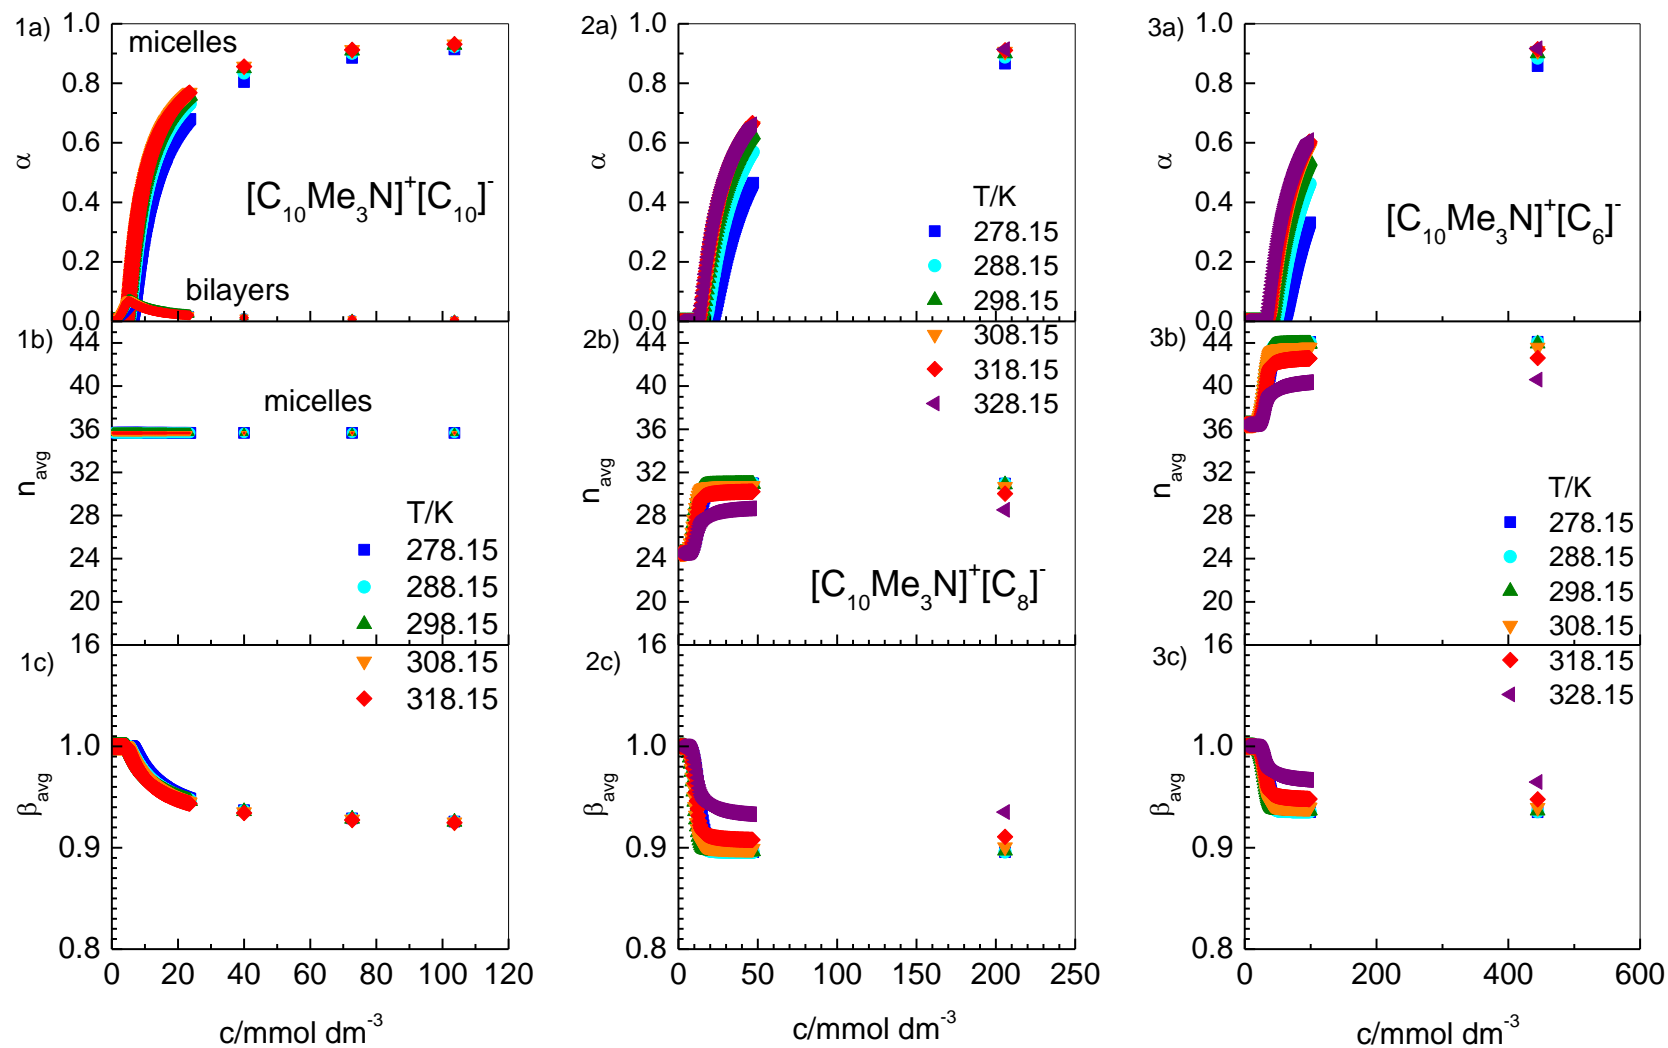 1a)
1.0
0.8
0.6
0.4
0.2
0.0
α
micelles
[C10Me3N]+[C10]-
bilayers
1b)
44
40
36
32
28
24
20
16
navg
micelles
T/K
278.15
288.15
298.15
308.15
318.15
1c)
1.0
0.9
0.8
βavg
0 20 40 60 80 100 120
c/mmol dm-3
2a)
1.0
0.8
0.6
0.4
0.2
0.0
α
T/K
278.15
288.15
298.15
308.15
318.15
328.15
2b)
44
40
36
32
28
24
20
16
navg
[C10Me3N]+[C8]-
2c)
1.0
0.9
0.8
βavg
0 50 100 150 200 250
c/mmol dm-3
3a)
1.0
0.8
0.6
0.4
0.2
0.0
α
[C10Me3N]+[C6]-
3b)
44
40
36
32
28
24
20
16
navg
T/K
278.15
288.15
298.15
308.15
318.15
328.15
3c)
1.0
0.9
0.8
βavg
0 200 400 600
c/mmol dm-3